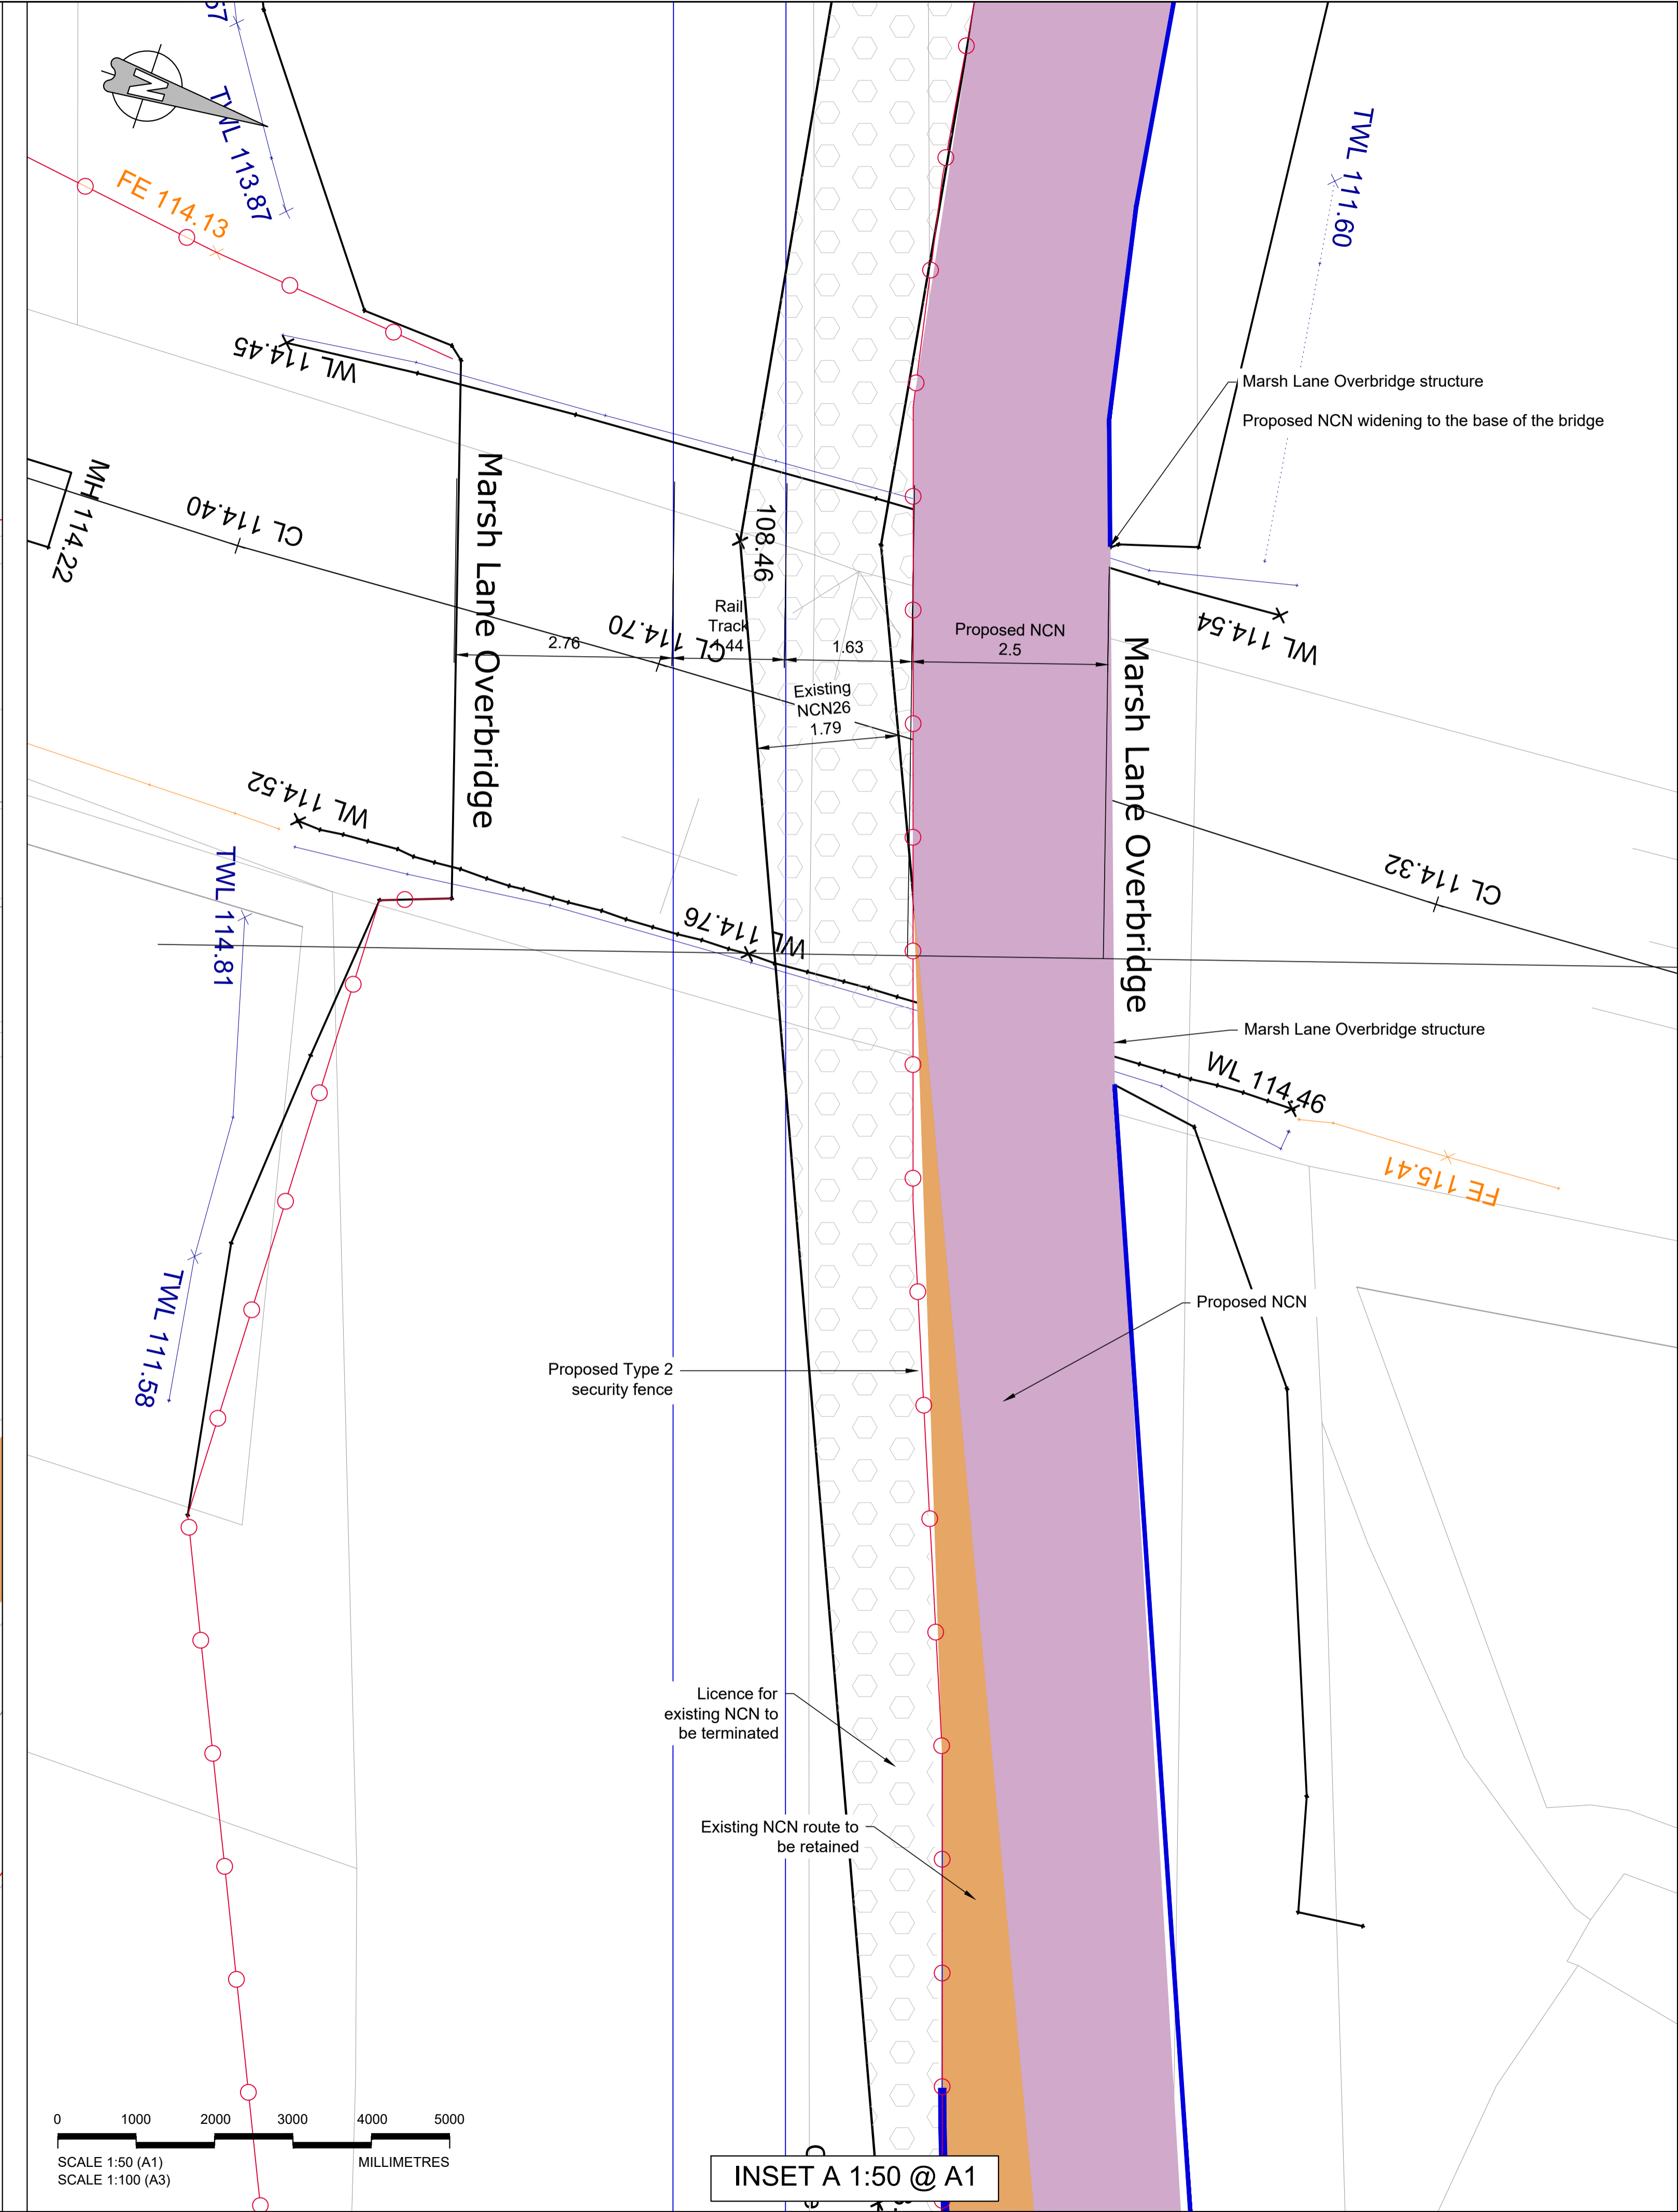 57
N
TWL 113.87
FE 114.13
TWL 111.60
WL 114.45
Marsh Lane Overbridge structure
Proposed NCN widening to the base of the bridge
MH 114.22
CL 114.40
Marsh Lane Overbridge
108.46
Rail
Track
1.44
CL 114.70
2.76
1.63
Proposed NCN
2.5
WL 114.54
Marsh Lane Overbridge
Existing
NCN26
1.79
WL 114.52
TWL 114.81
WL 114.76
CL 114.32
Marsh Lane Overbridge structure
WL 114.46
FE 115.41
TWL 111.58
Proposed NCN
Proposed Type 2
security fence
Licence for
existing NCN to
be terminated
Existing NCN route to
be retained
0 1000 2000 3000 4000 5000
SCALE 1:50 (A1) MILLIMETRES
SCALE 1:100 (A3)
INSET A 1:50 @ A1